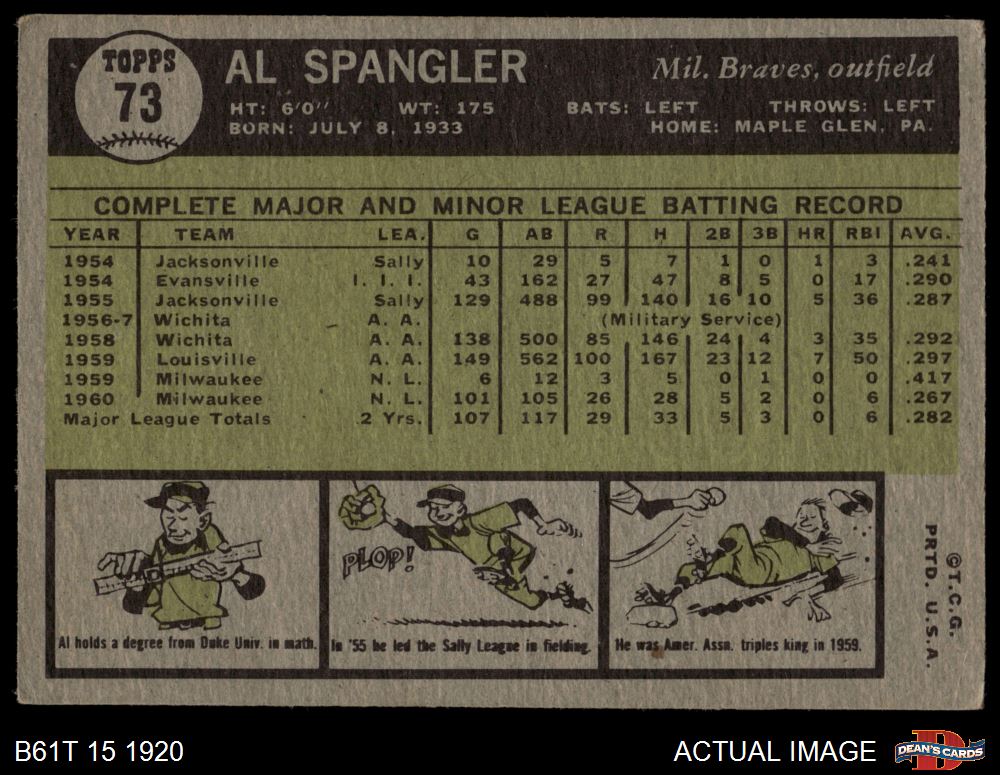 TOPPS
73
AL SPANGLER
Mil. Braves, outfield
HT: 6'0'' WT: 175 BATS: LEFT THROWS: LEFT
BORN: JULY 8, 1933 HOME: MAPLE GLEN, PA.
COMPLETE MAJOR AND MINOR LEAGUE BATTING RECORD
YEAR TEAM LEA. G AB R H 2B 3B HR RBI AVG.
1954 Jacksonville Sally 10 29 5 7 1 0 1 3 .241
1954 Evansville I. I. I. 43 162 27 47 8 5 0 17 .290
1955 Jacksonville Sally 129 488 99 140 16 10 5 36 .287
1956-7 Wichita A. A. (Military Service)
1958 Wichita A. A. 138 500 85 146 24 4 3 35 .292
1959 Louisville A. A. 149 562 100 167 23 12 7 50 .297
1959 Milwaukee N. L. 6 12 3 5 0 1 0 0 .417
1960 Milwaukee N. L. 101 105 26 28 5 2 0 6 .267
Major League Totals 2 Yrs. 107 117 29 33 5 3 0 6 .282
PLOP!
Al holds a degree from Duke Univ. in math.
In '55 he led the Sally League in fielding.
He was Amer. Assn. triples king in 1959.
©T.C.G.
PRTD. U.S.A.
B61T 15 1920
ACTUAL IMAGE
D
DEAN'S CARDS